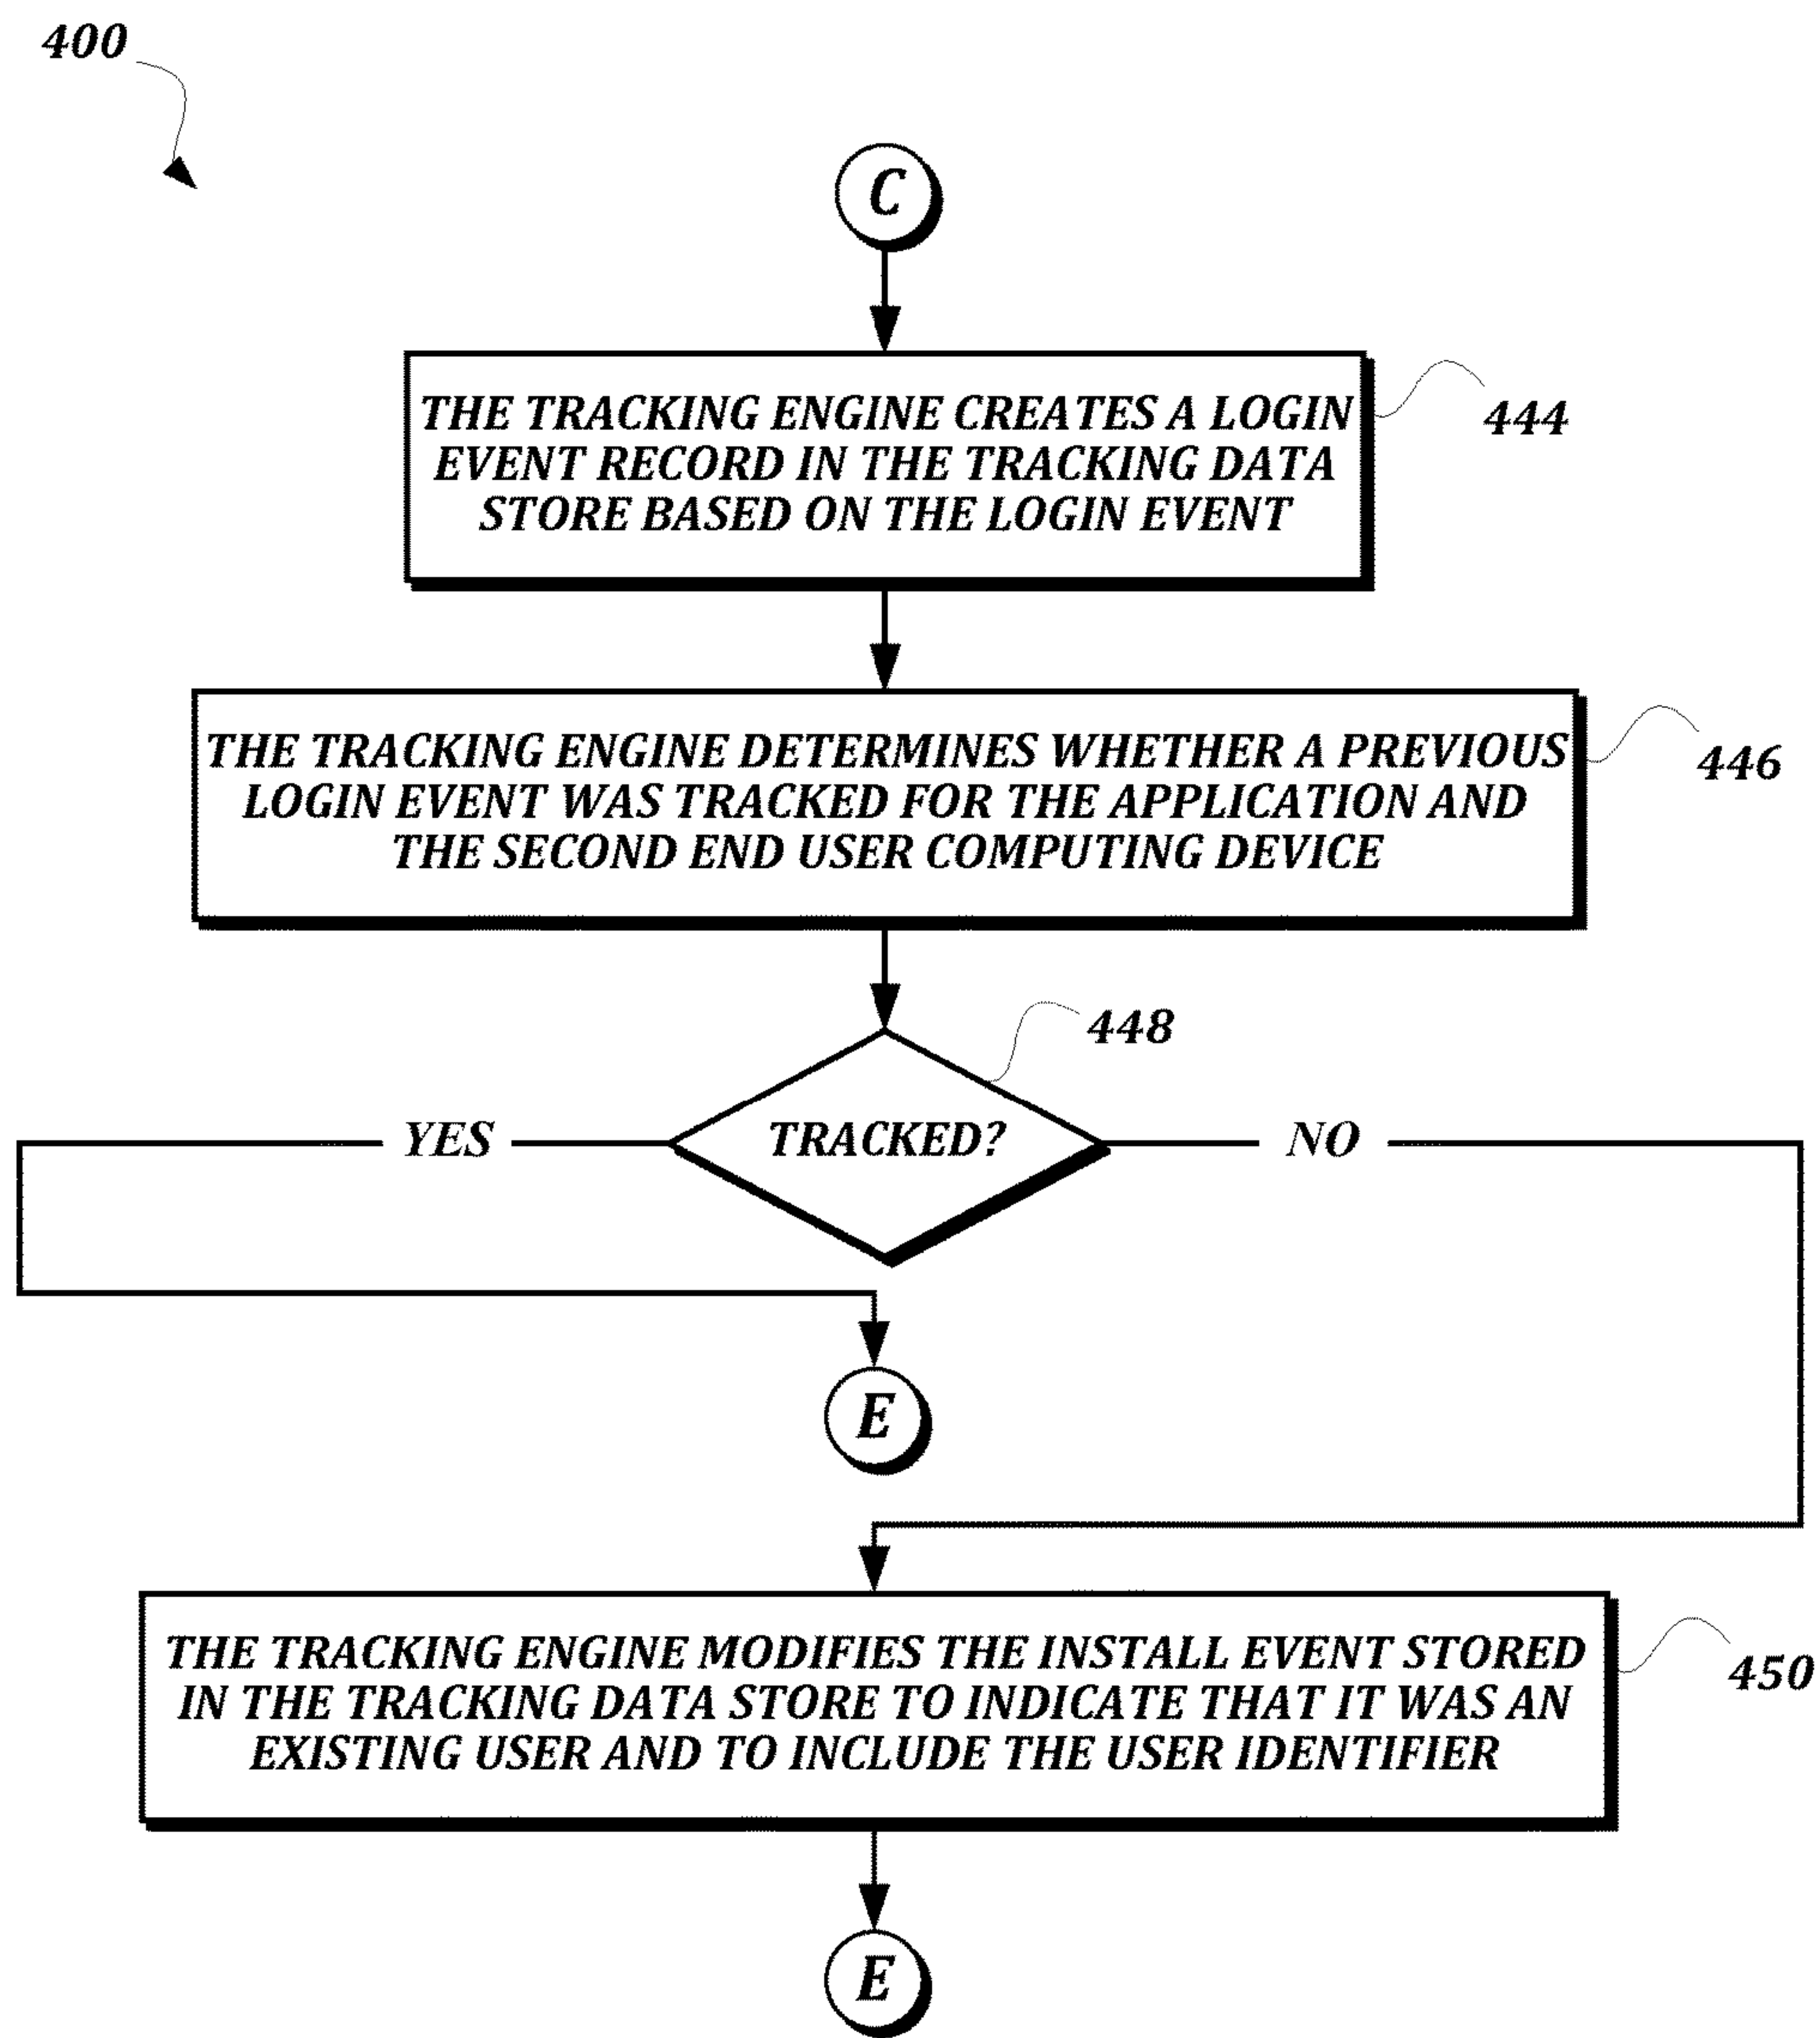 400
C
THE TRACKING ENGINE CREATES A LOGIN
EVENT RECORD IN THE TRACKING DATA
STORE BASED ON THE LOGIN EVENT
444
THE TRACKING ENGINE DETERMINES WHETHER A PREVIOUS
LOGIN EVENT WAS TRACKED FOR THE APPLICATION AND
THE SECOND END USER COMPUTING DEVICE
446
448
YES
TRACKED?
NO
E
THE TRACKING ENGINE MODIFIES THE INSTALL EVENT STORED
IN THE TRACKING DATA STORE TO INDICATE THAT IT WAS AN
EXISTING USER AND TO INCLUDE THE USER IDENTIFIER
450
E